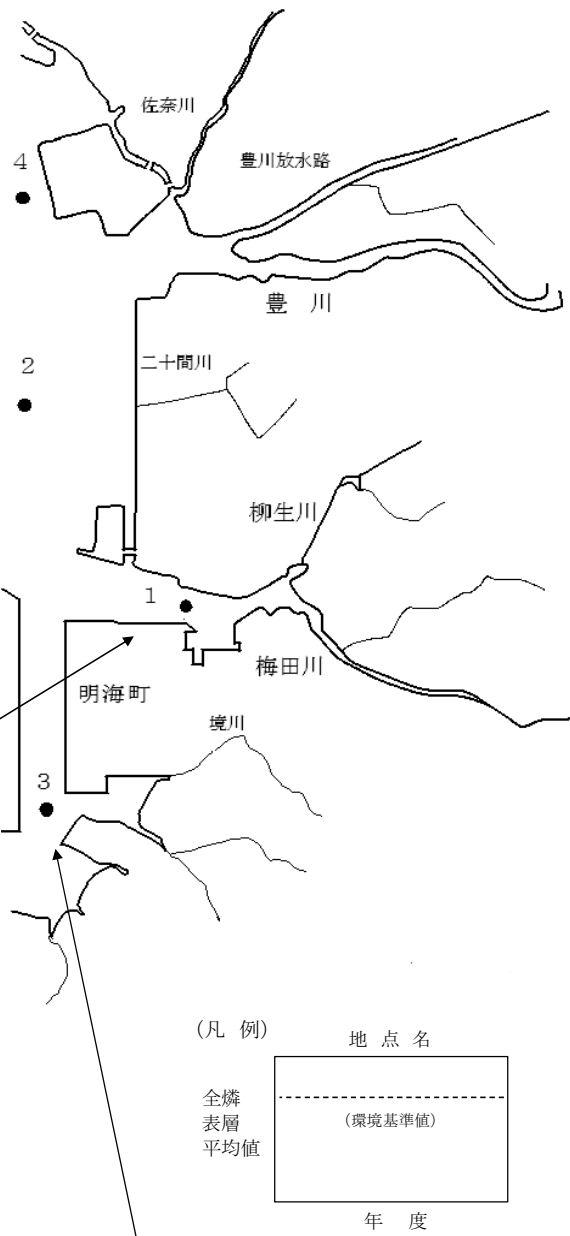 佐奈川
4
豊川放水路
豊 川
2
二十間川
柳生川
1
梅田川
明海町
境川
3
(凡 例)
地 点 名
全燐
表層
平均値
(環境基準値)
年 度